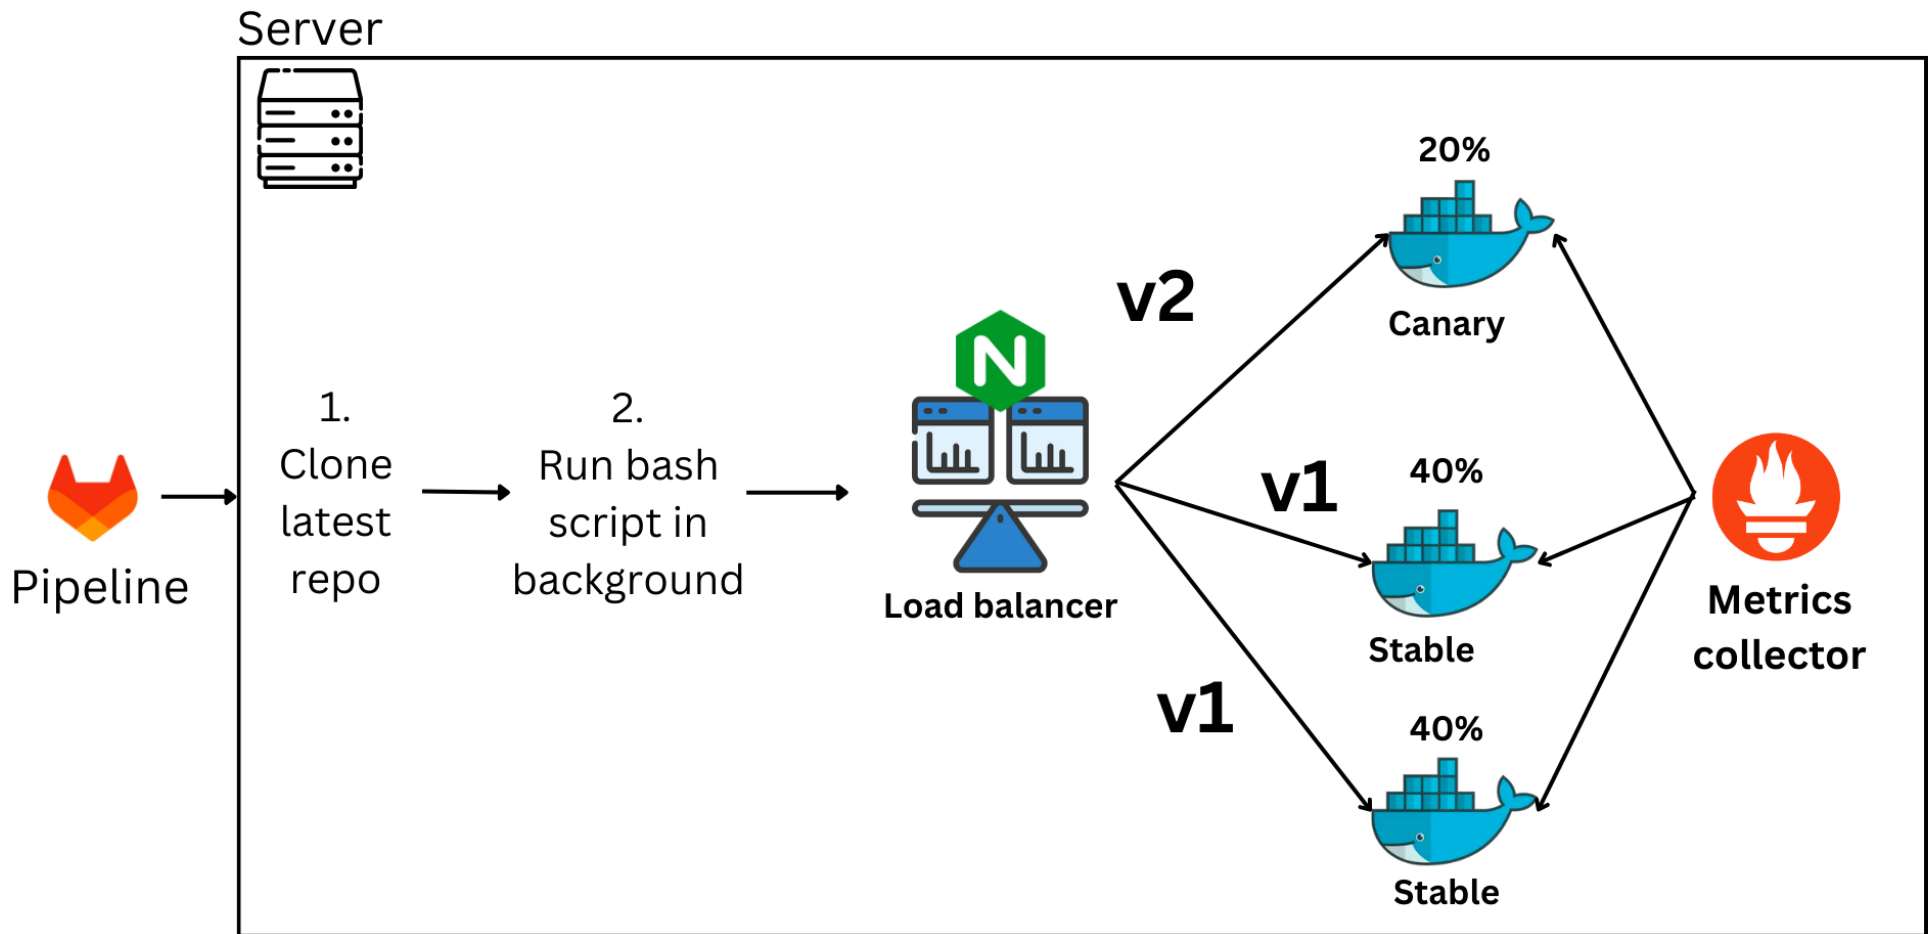 Server
Pipeline
1.
Clone
latest
repo
2.
Run bash
script in
background
N
Load balancer
v2
v1
v1
20%
Canary
40%
Stable
40%
Stable
Metrics
collector